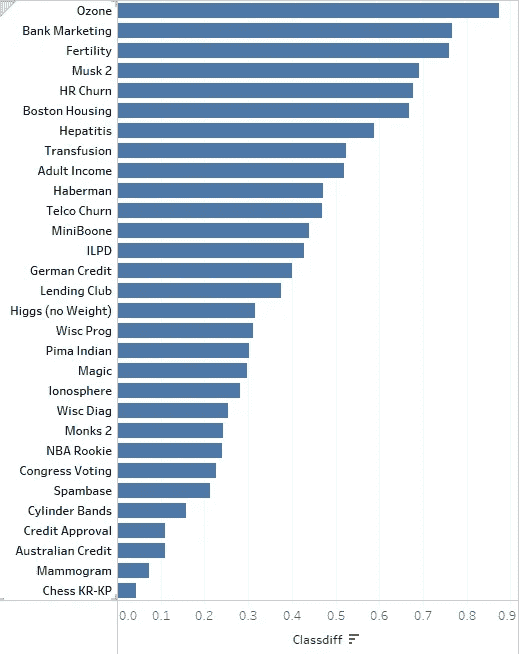 Ozone
Bank Marketing
Fertility
Musk 2
HR Churn
Boston Housing
Hepatitis
Transfusion
Adult Income
Haberman
Telco Churn
MiniBoone
ILPD
German Credit
Lending Club
Higgs (no Weight)
Wisc Prog
Pima Indian
Magic
Ionosphere
Wisc Diag
Monks 2
NBA Rookie
Congress Voting
Spambase
Cylinder Bands
Credit Approval
Australian Credit
Mammogram
Chess KR-KP
0.0 0.1 0.2 0.3 0.4 0.5 0.6 0.7 0.8 0.9
Classdiff